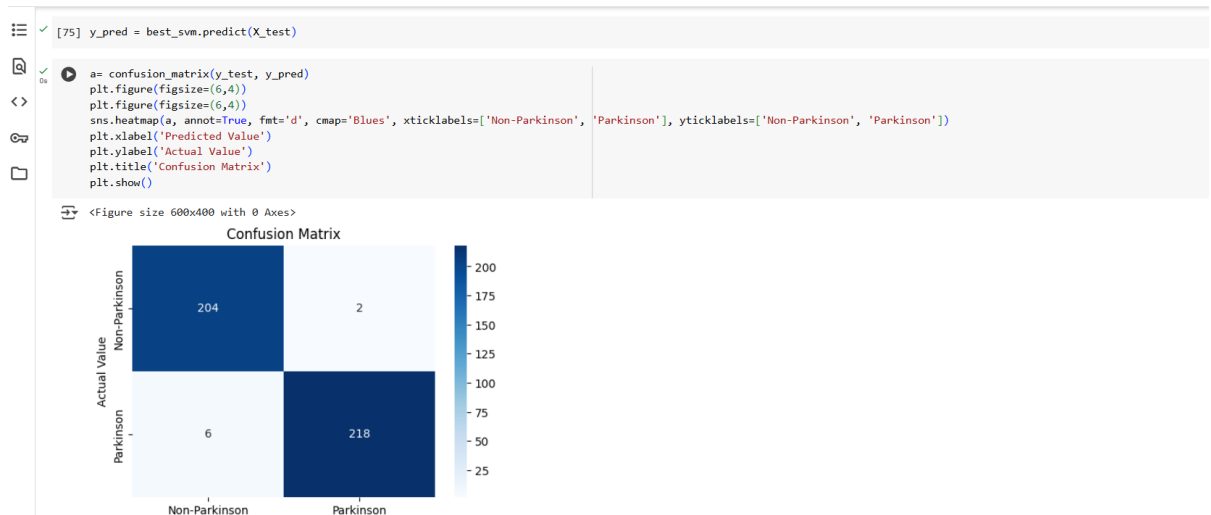 [75] y_pred = best_svm.predict(X_test)
0s
a= confusion_matrix(y_test, y_pred)
plt.figure(figsize=(6,4))
plt.figure(figsize=(6,4))
sns.heatmap(a, annot=True, fmt='d', cmap='Blues', xticklabels=['Non-Parkinson', 'Parkinson'], yticklabels=['Non-Parkinson', 'Parkinson'])
plt.xlabel('Predicted Value')
plt.ylabel('Actual Value')
plt.title('Confusion Matrix')
plt.show()
<Figure size 600x400 with 0 Axes>
Confusion Matrix
Actual Value
Non-Parkinson
Parkinson
204
2
6
218
200
175
150
125
100
75
50
25
Non-Parkinson
Parkinson